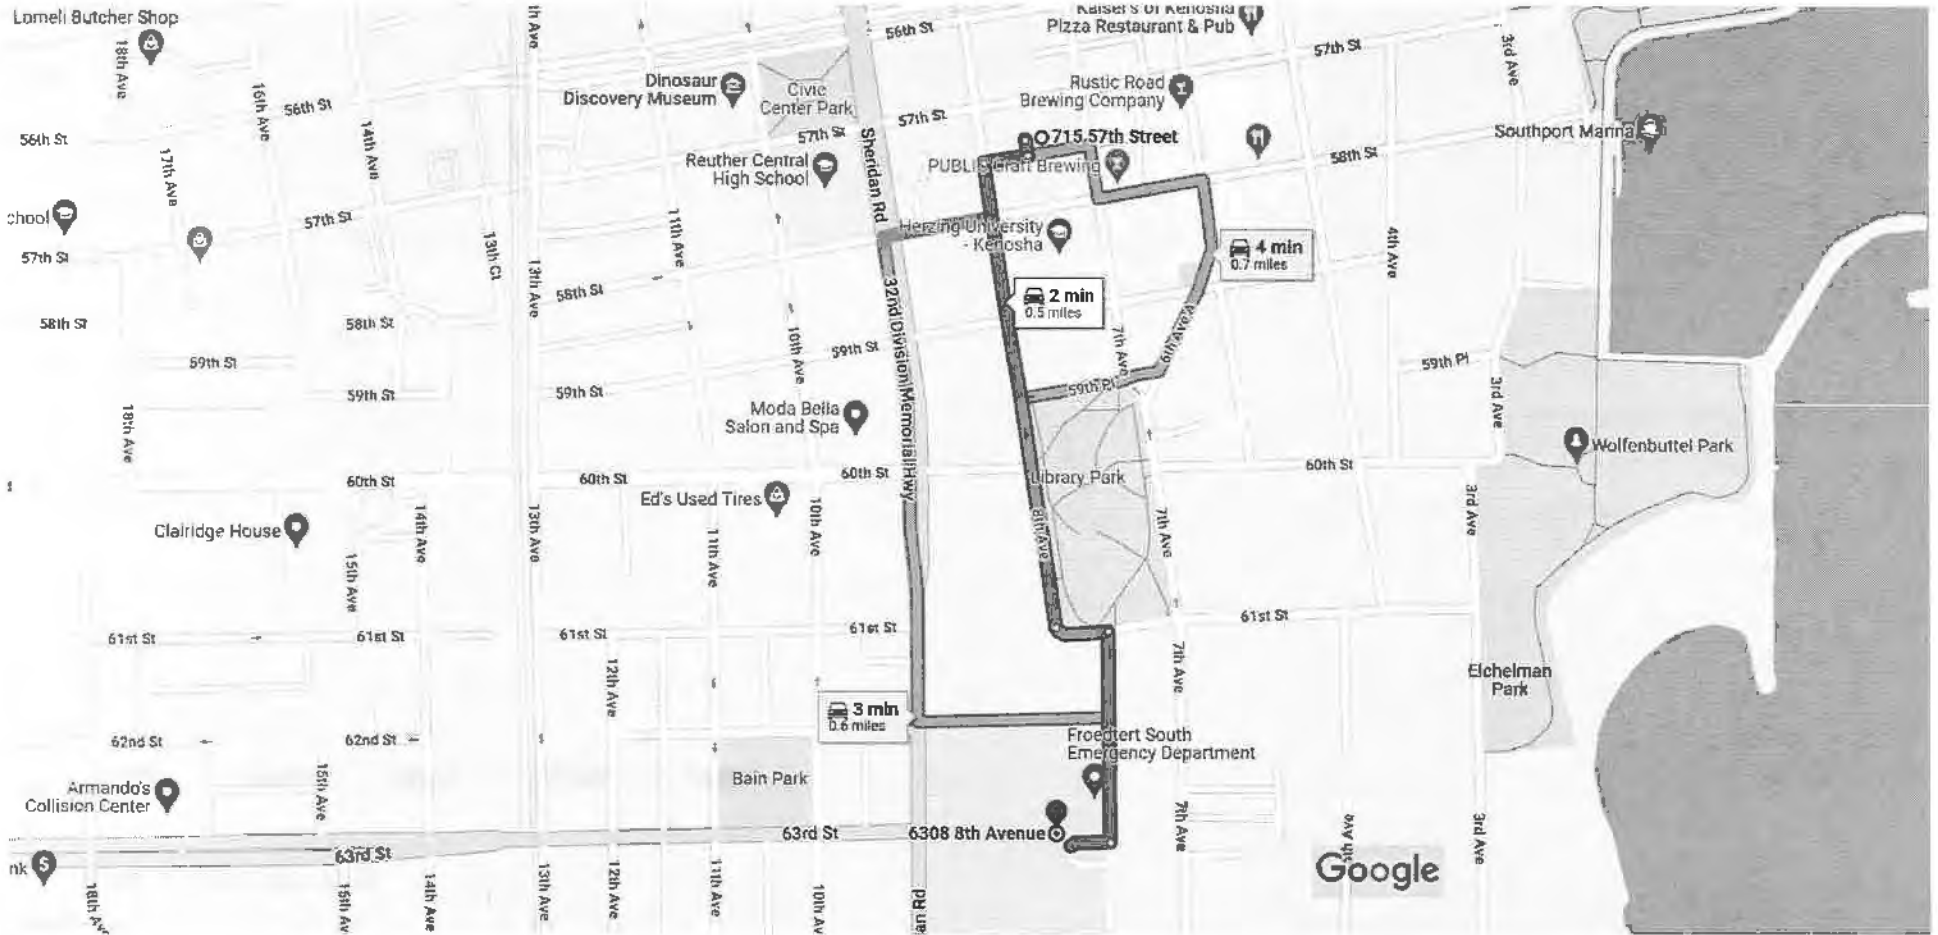 Lomeli Butcher Shop
Kaisers of Kenosha
Pizza Restaurant & Pub
56th St
57th St
3rd Ave
18th Ave
16th Ave
56th St
14th Ave
Dinosaur
Discovery Museum
Civic
Center Park
Rustic Road
Brewing Company
57th St
57th St
Sheridan Rd
715 57th Street
Southport Marina
56th St
17th Ave
Reuther Central
High School
PUBLIC Craft Brewing
58th St
chool
57th St
11th Ave
Herzing University
- Kenosha
4th Ave
4 min
0.7 miles
57th St
13th Ct
13th Ave
58th St
32nd Division Memorial Hwy
2 min
0.5 miles
58th St
58th St
10th Ave
7th Ave
6th Ave A
59th St
59th St
59th Pl
59th St
59th St
59th Pl
3rd Ave
18th Ave
Moda Bella
Salon and Spa
Wolfenbuttel Park
60th St
60th St
60th St
Library Park
60th St
Ed's Used Tires
Clairidge House
14th Ave
13th Ave
11th Ave
10th Ave
8th Ave
7th Ave
3rd Ave
15th Ave
61st St
61st St
61st St
61st St
61st St
12th Ave
7th Ave
Eichelman
Park
3 min
0.6 miles
62nd St
62nd St
Froedtert South
Emergency Department
Armando's
Collision Center
15th Ave
Bain Park
7th Ave
3rd Ave
63rd St
6308 8th Avenue
63rd St
nk
Google
18th Av
15th Av
14th Ave
13th Ave
12th Ave
11th Ave
10th Av